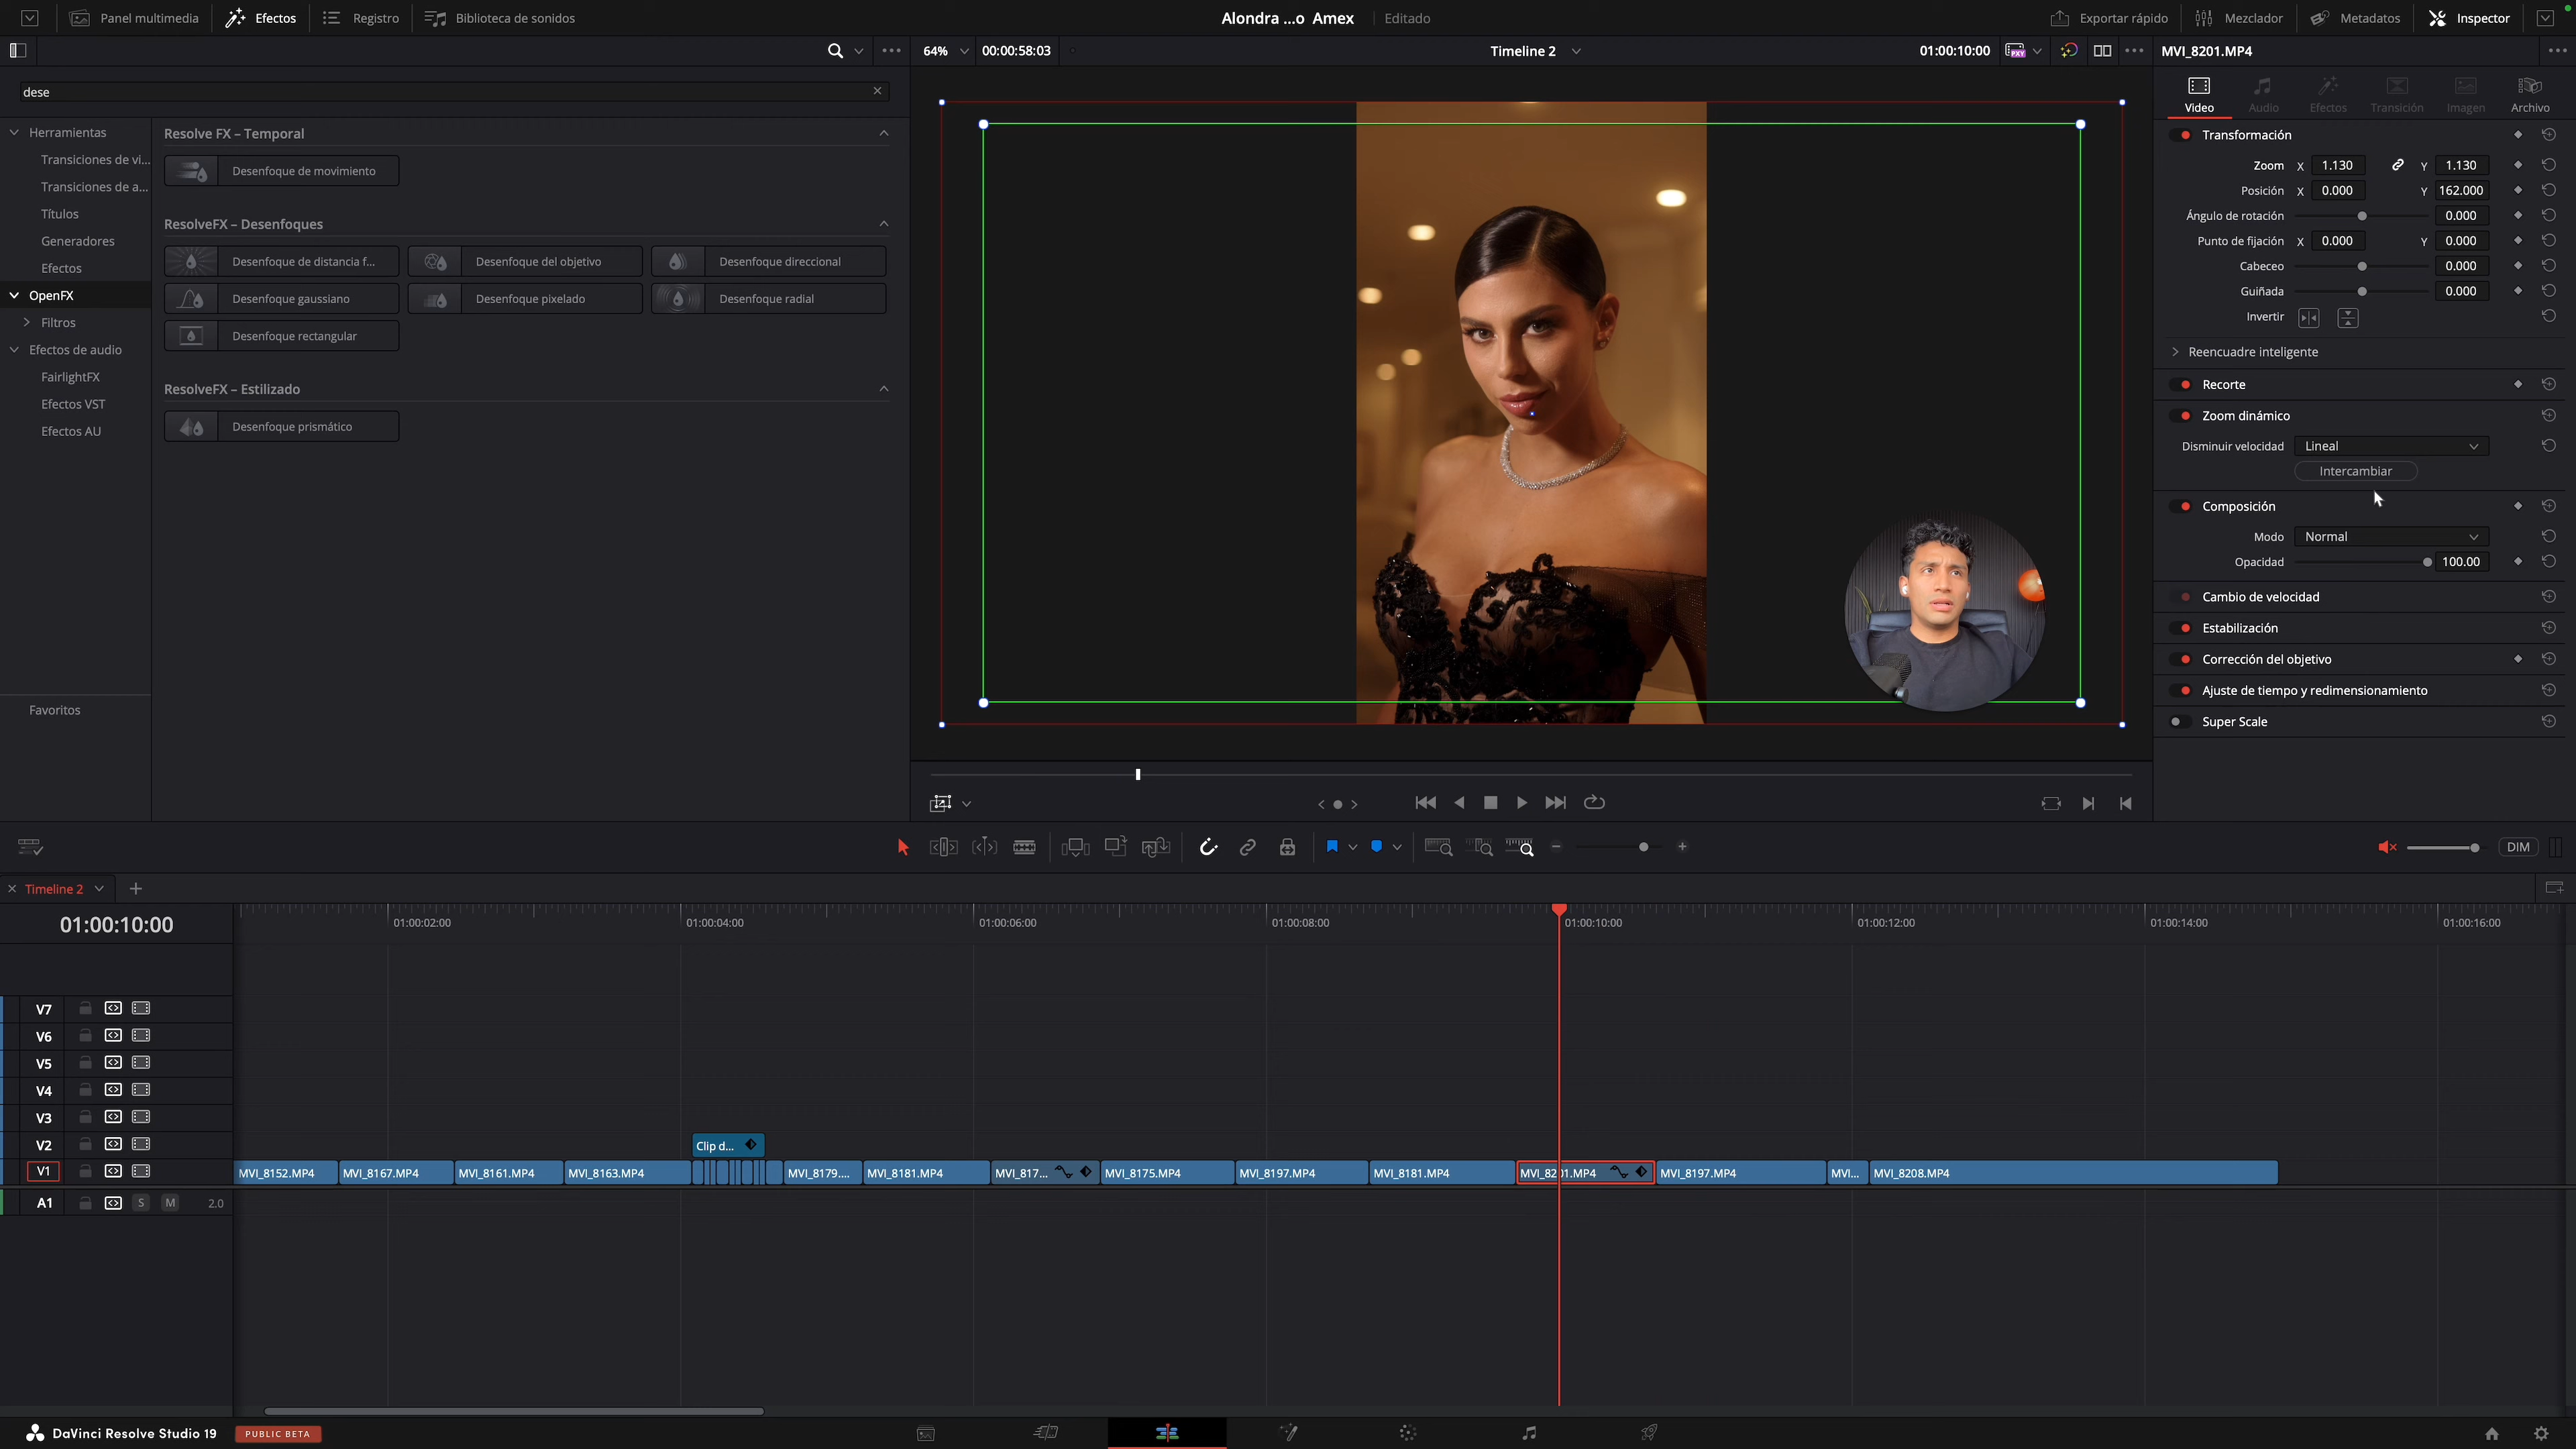 Panel multimedia
Efectos
Registro
Biblioteca de sonidos
Alondra ...o Amex
Editado
Exportar rápido
Mezclador
Metadatos
Inspector
64%
00:00:58:03
Timeline 2
01:00:10:00
PXY
MVI_8201.MP4
dese
Herramientas
Transiciones de vi...
Transiciones de a...
Títulos
Generadores
Efectos
OpenFX
Filtros
Efectos de audio
FairlightFX
Efectos VST
Efectos AU
Favoritos
Resolve FX – Temporal
Desenfoque de movimiento
ResolveFX – Desenfoques
Desenfoque de distancia f...
Desenfoque del objetivo
Desenfoque direccional
Desenfoque gaussiano
Desenfoque pixelado
Desenfoque radial
Desenfoque rectangular
ResolveFX – Estilizado
Desenfoque prismático
Video
Audio
Efectos
Transición
Imagen
Archivo
Transformación
Zoom X 1.130 Y 1.130
Posición X 0.000 Y 162.000
Ángulo de rotación 0.000
Punto de fijación X 0.000 Y 0.000
Cabeceo 0.000
Guiñada 0.000
Invertir
Reencuadre inteligente
Recorte
Zoom dinámico
Disminuir velocidad Lineal
Intercambiar
Composición
Modo Normal
Opacidad 100.00
Cambio de velocidad
Estabilización
Corrección del objetivo
Ajuste de tiempo y redimensionamiento
Super Scale
DIM
Timeline 2
01:00:10:00
01:00:02:00
01:00:04:00
01:00:06:00
01:00:08:00
01:00:10:00
01:00:12:00
01:00:14:00
01:00:16:00
V7
V6
V5
V4
V3
V2
Clip d...
V1
MVI_8152.MP4
MVI_8167.MP4
MVI_8161.MP4
MVI_8163.MP4
MVI_8179....
MVI_8181.MP4
MVI_817...
MVI_8175.MP4
MVI_8197.MP4
MVI_8181.MP4
MVI_8201.MP4
MVI_8197.MP4
MVI...
MVI_8208.MP4
A1
S
M
2.0
DaVinci Resolve Studio 19
PUBLIC BETA